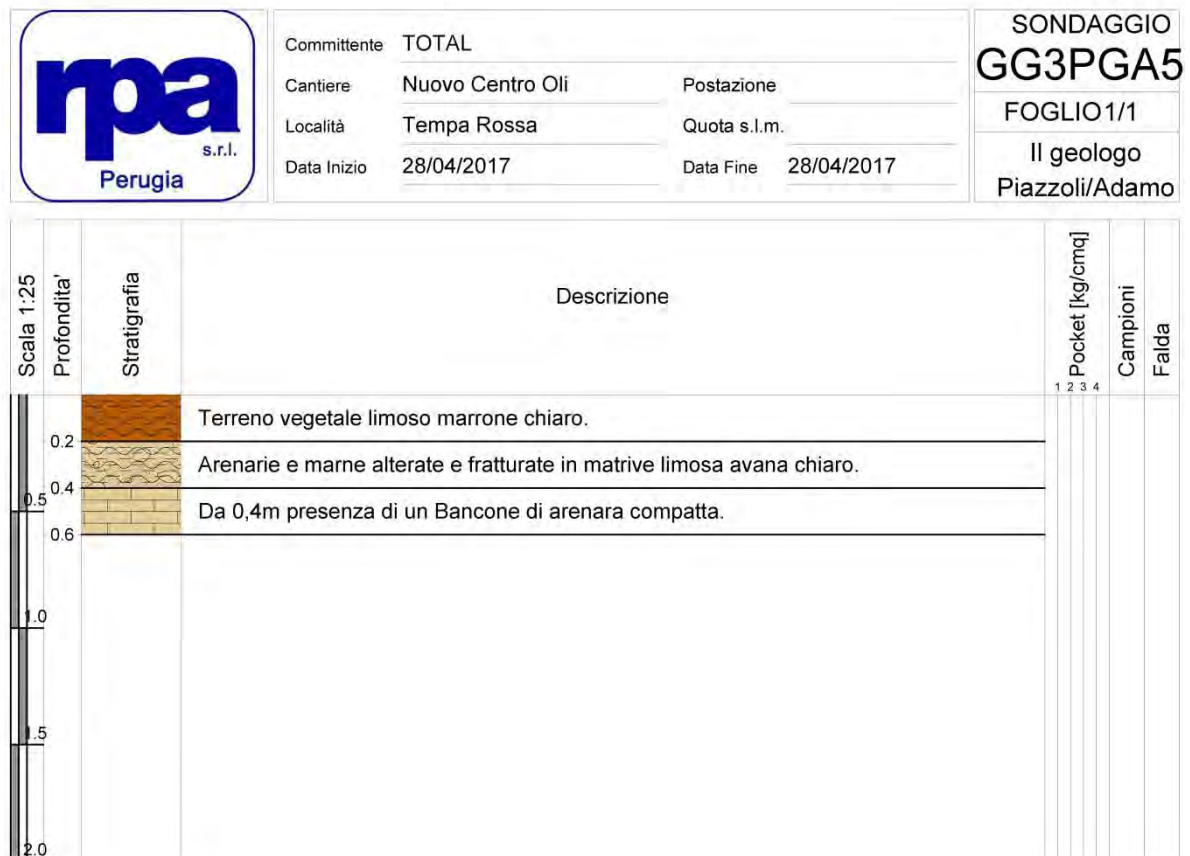 rpa
s.r.l.
Perugia
Committente TOTAL
Cantiere Nuovo Centro Oli Postazione
Località Tempa Rossa Quota s.l.m.
Data Inizio 28/04/2017 Data Fine 28/04/2017
SONDAGGIO
GG3PGA5
FOGLIO 1/1
Il geologo
Piazzoli/Adamo
Scala 1:25
Profondita'
Stratigrafia
Descrizione
Pocket [kg/cmq]
1 2 3 4
Campioni
Falda
Terreno vegetale limoso marrone chiaro.
0.2
Arenarie e marne alterate e fratturate in matrive limosa avana chiaro.
0.4
0.5
Da 0,4m presenza di un Bancone di arenara compatta.
0.6
1.0
1.5
2.0